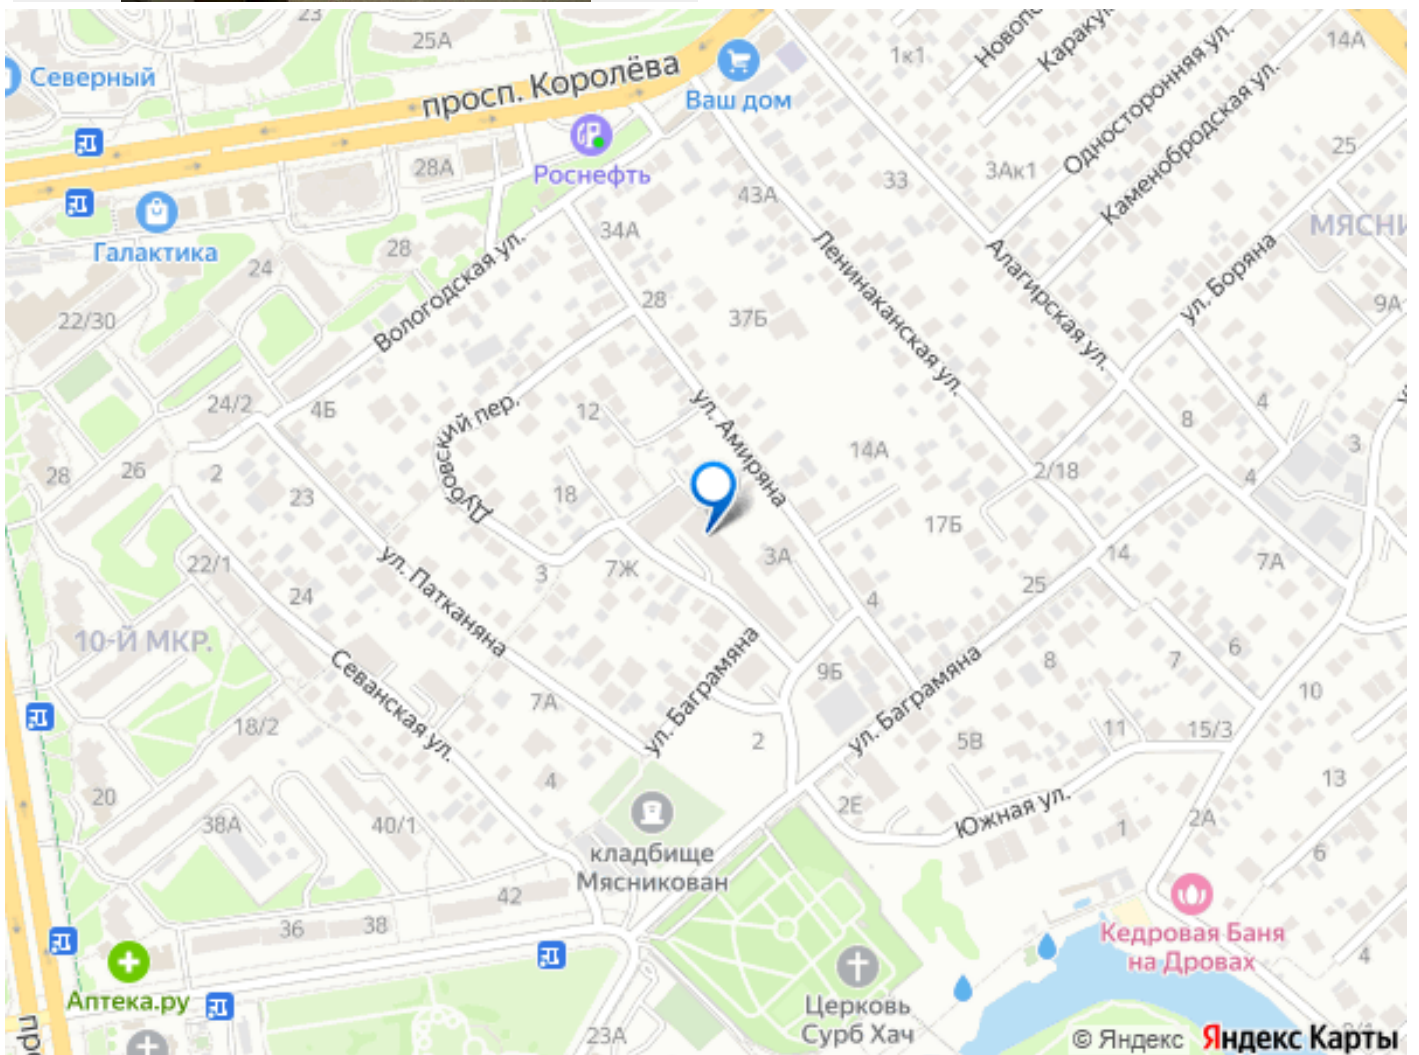 23
25А
Северный
просп. Королёва
Ваш дом
1к1
Каракум
Односторонняя ул.
Каменобродская ул.
14А
28А
Роснефть
43А
33
3Ак1
25
Галактика
28
24
34А
Вологодская ул.
28
37Б
Ленинаканская ул.
Алагирская ул.
ул. Боряна
МЯСНИ
9А
22/30
24/2
4Б
Дубовский пер.
12
ул. Амиряна
14А
8
4
3
28
26
2
23
18
2/18
4
17Б
14
7А
22/1
24
ул. Патканяна
3
7Ж
3А
4
25
10-Й МКР.
Севанская ул.
7А
ул. Баграмяна
9Б
ул. Баграмяна
8
7
6
10
18/2
4
2
5В
11
15/3
13
20
38А
40/1
кладбище
Мясникован
2Е
Южная ул.
1
2А
6
42
36
38
Кедровая Баня
на Дровах
4
Аптека.ру
Церковь
Сурб Хач
23А
© Яндекс Яндекс Карты